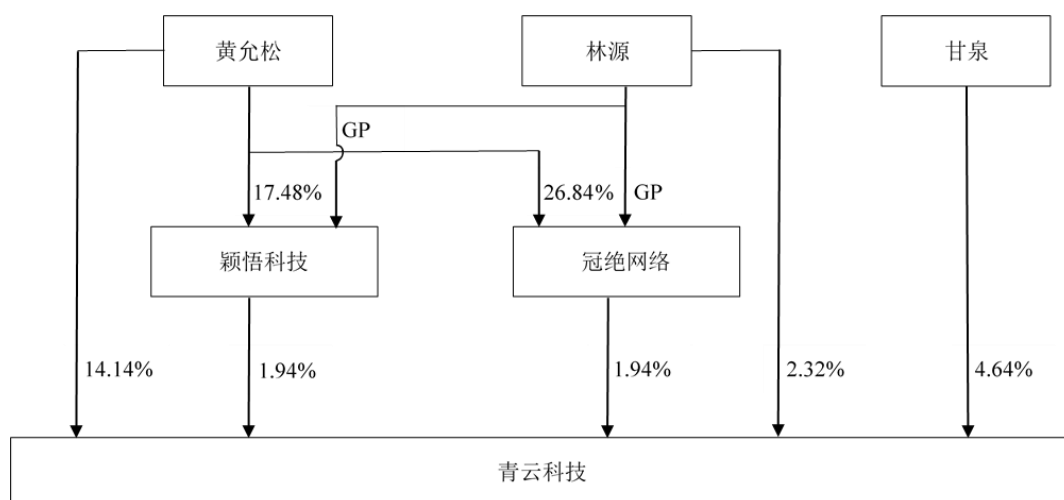 黄允松
林源
甘泉
GP
17.48%
26.84%
GP
颖悟科技
冠绝网络
14.14%
1.94%
1.94%
2.32%
4.64%
青云科技